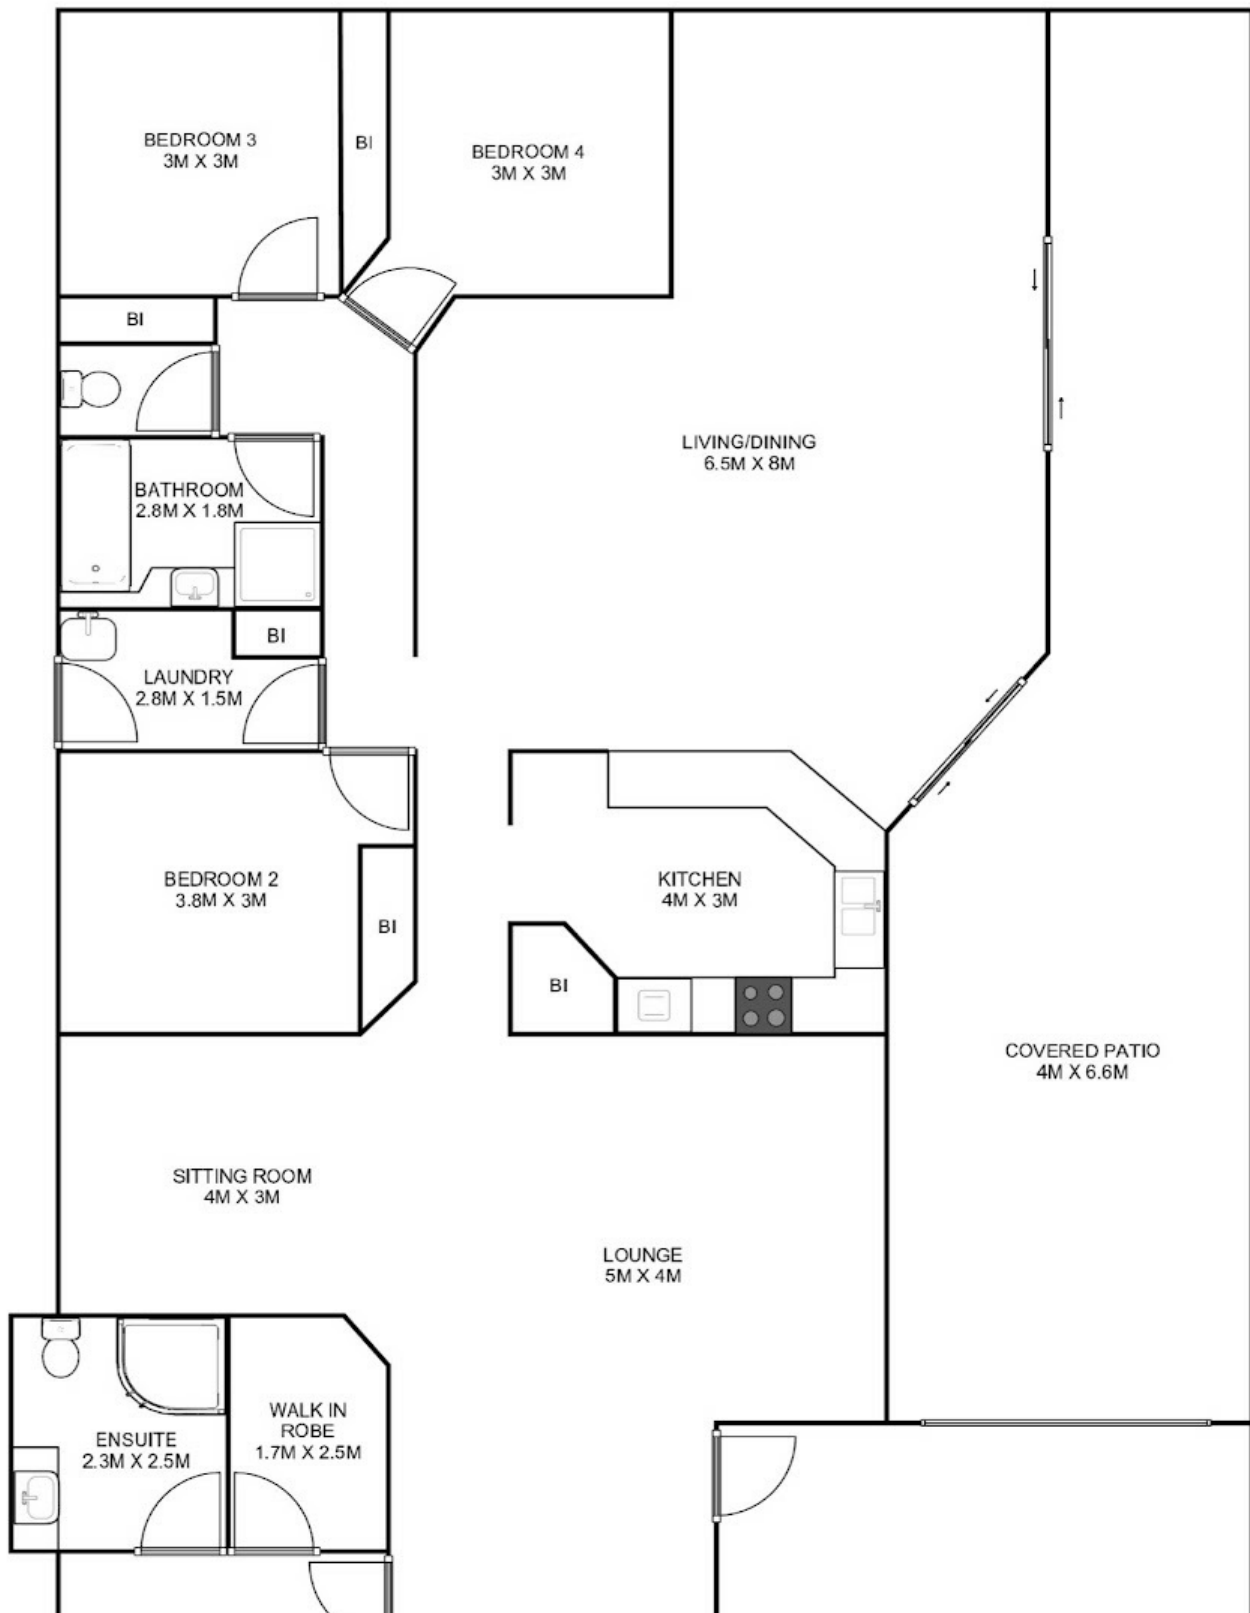 BEDROOM 3
3M X 3M
BI
BEDROOM 4
3M X 3M
BI
LIVING/DINING
6.5M X 8M
BATHROOM
2.8M X 1.8M
BI
LAUNDRY
2.8M X 1.5M
BEDROOM 2
3.8M X 3M
BI
KITCHEN
4M X 3M
BI
COVERED PATIO
4M X 6.6M
SITTING ROOM
4M X 3M
LOUNGE
5M X 4M
WALK IN
ROBE
1.7M X 2.5M
ENSUITE
2.3M X 2.5M